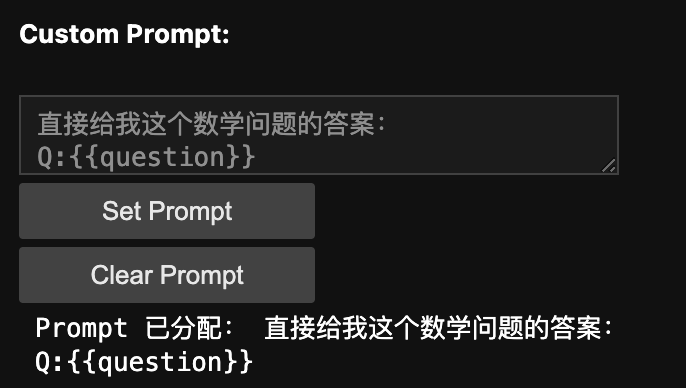 Custom Prompt:
直接给我这个数学问题的答案：
Q:{{question}}
Set Prompt
Clear Prompt
Prompt 已分配： 直接给我这个数学问题的答案：
Q:{{question}}